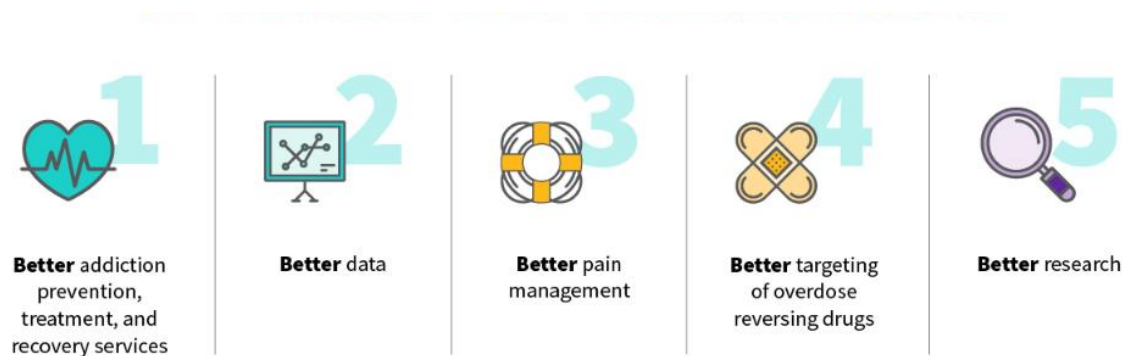 1
Better addiction
prevention,
treatment, and
recovery services
2
Better data
3
Better pain
management
4
Better targeting
of overdose
reversing drugs
5
Better research